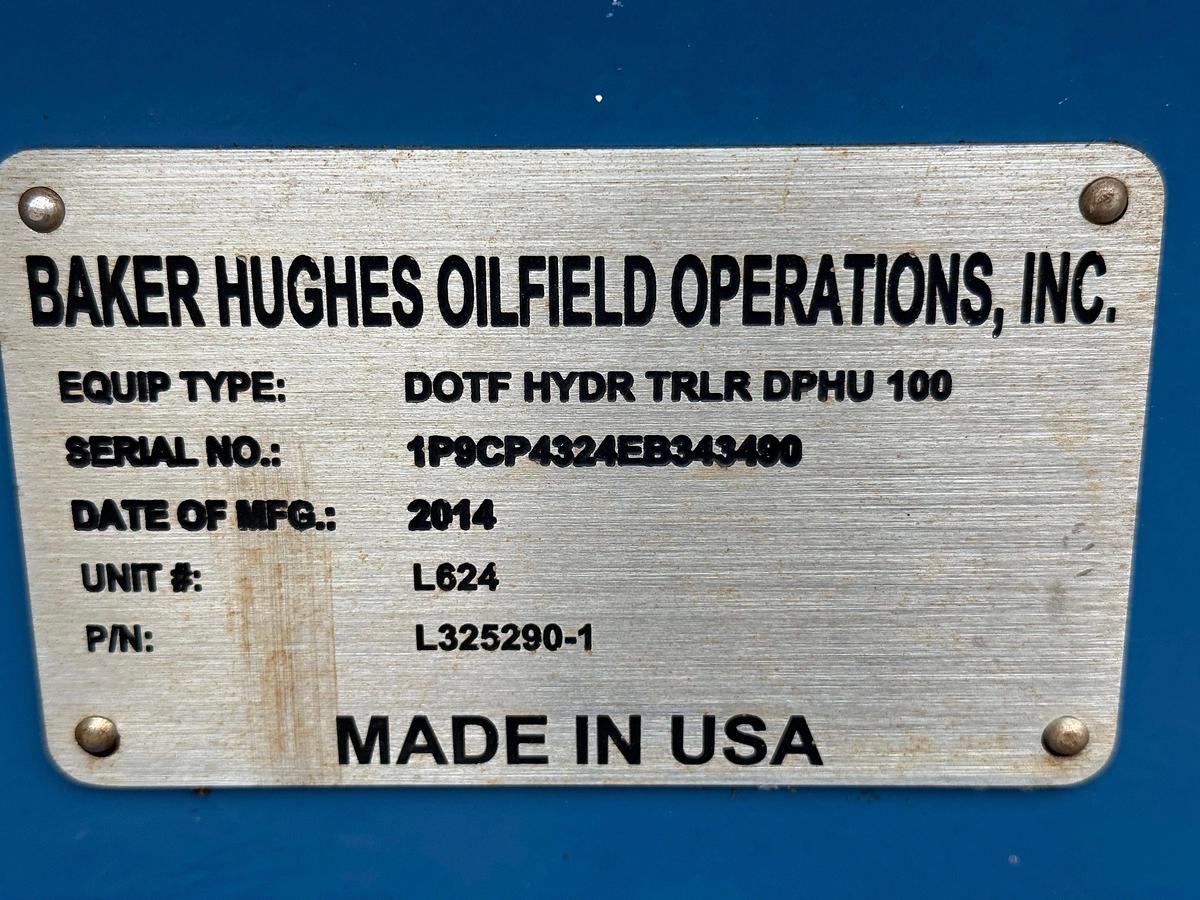 BAKER HUGHES OILFIELD OPERATIONS, INC.
EQUIP TYPE: DOTF HYDR TRLR DPHU 100
SERIAL NO.: 1P9CP4324EB343490
DATE OF MFG.: 2014
UNIT #: L624
P/N: L325290-1
MADE IN USA